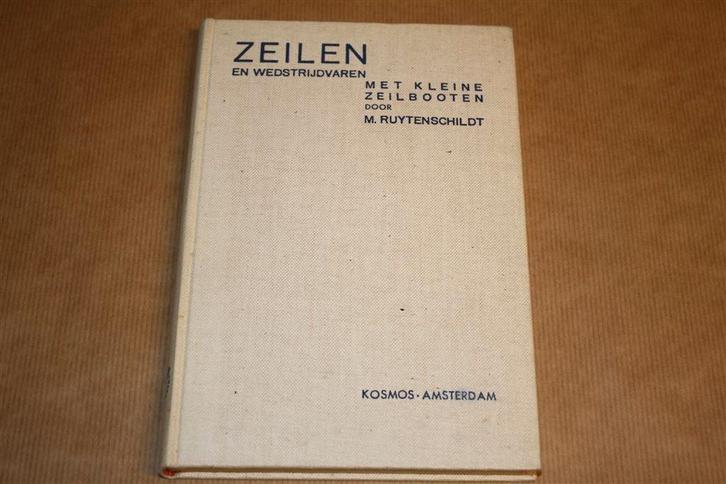 ZEILEN
EN WEDSTRIJDVAREN
MET KLEINE
ZEILBOOTEN
DOOR
M. RUYTENSCHILDT
KOSMOS · AMSTERDAM